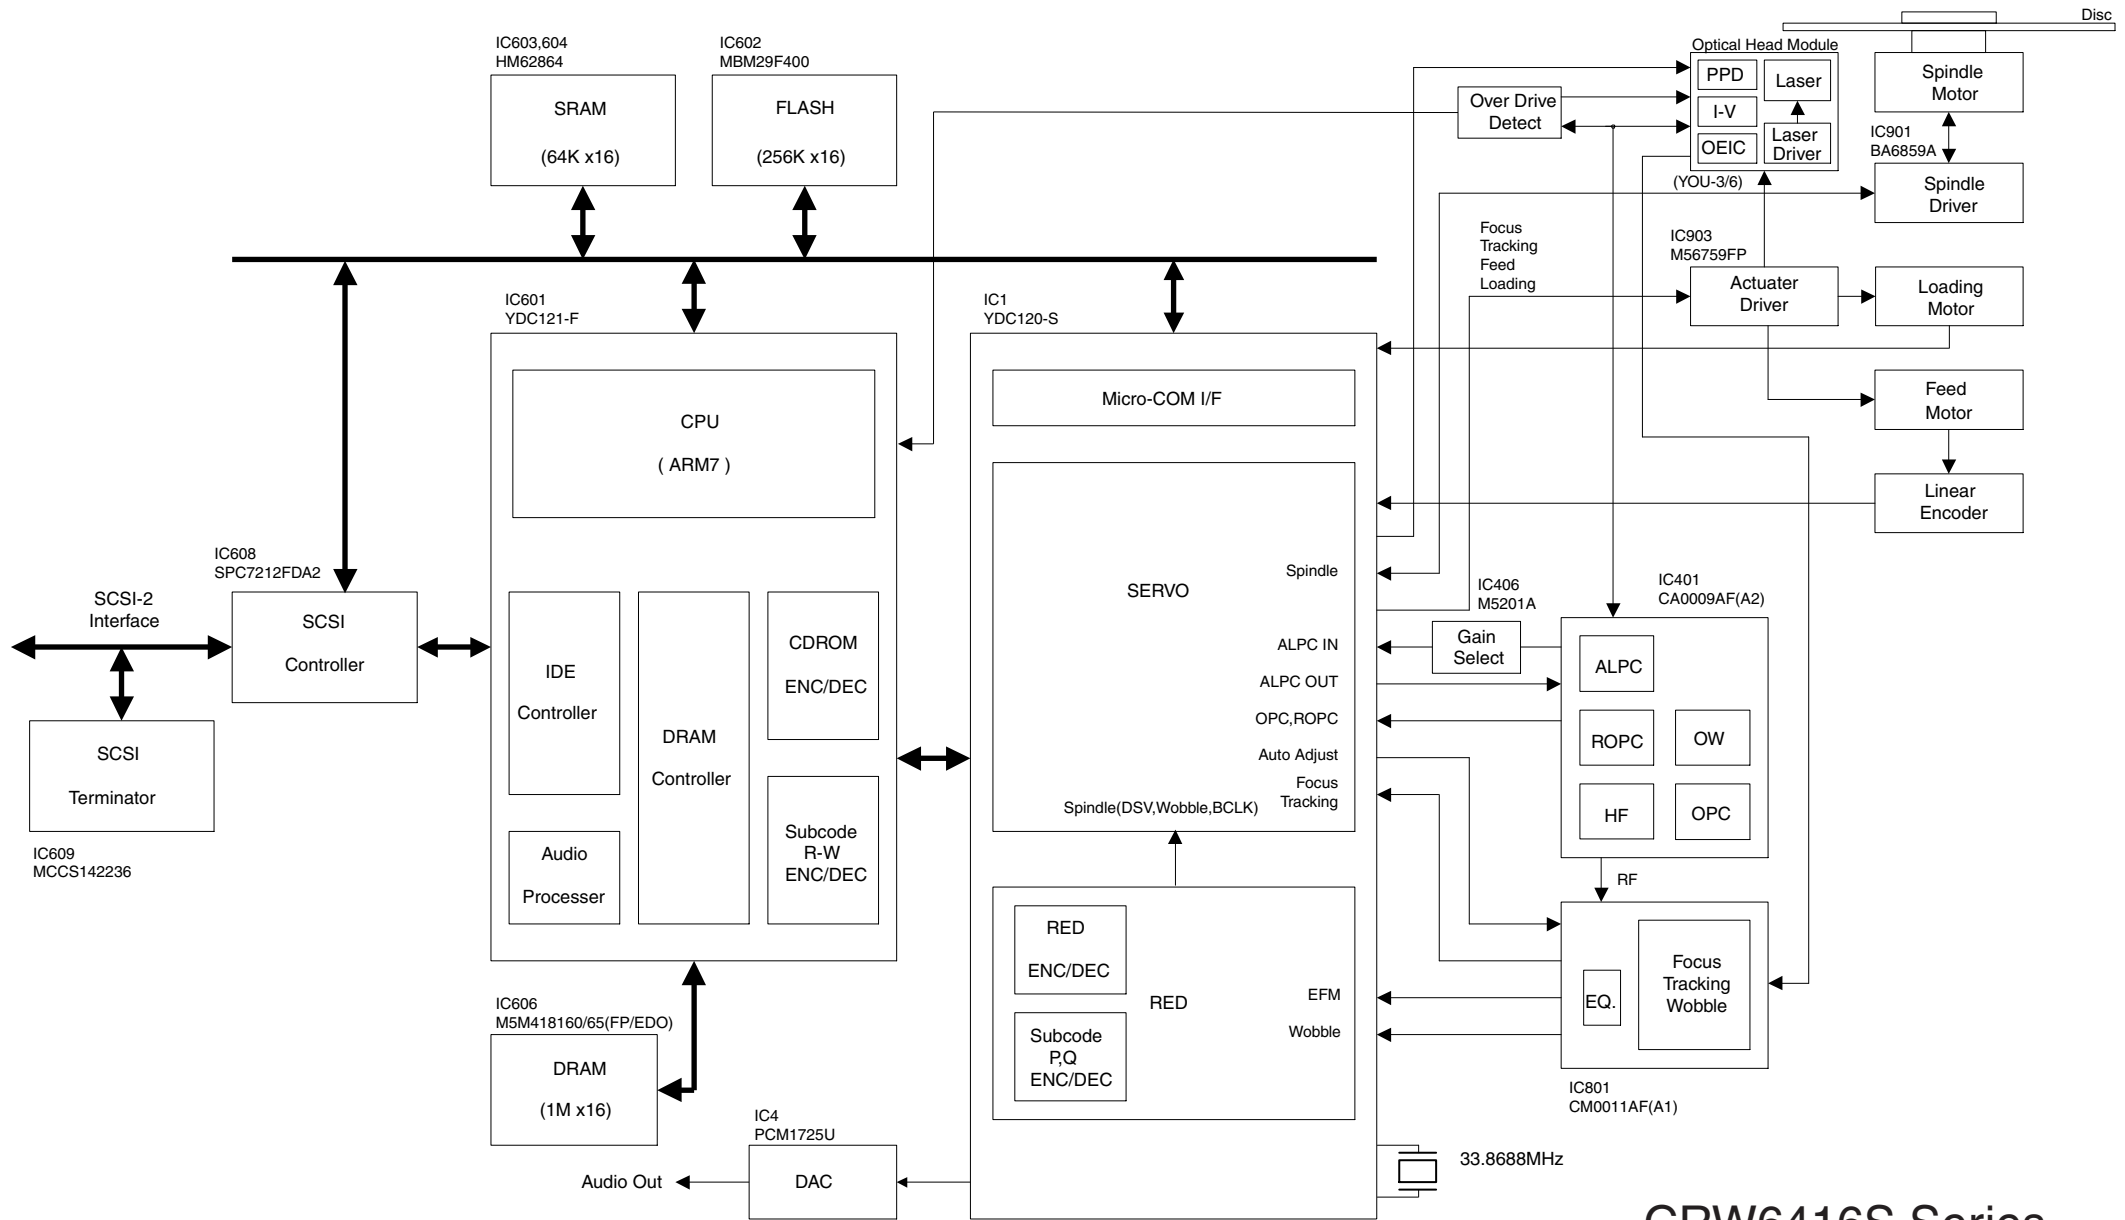 Disc
IC603,604
HM62864
IC602
MBM29F400
Optical Head Module
SRAM
(64K x16)
FLASH
(256K x16)
Over Drive
Detect
PPD
I-V
OEIC
Laser
Laser
Driver
(YOU-3/6)
Spindle
Motor
IC901
BA6859A
Spindle
Driver
Focus
Tracking
Feed
Loading
IC903
M56759FP
Actuater
Driver
Loading
Motor
Feed
Motor
Linear
Encoder
IC601
YDC121-F
IC1
YDC120-S
CPU
( ARM7 )
Micro-COM I/F
IC608
SPC7212FDA2
SCSI-2
Interface
SCSI
Controller
SCSI
Terminator
IC609
MCCS142236
IDE
Controller
DRAM
Controller
CDROM
ENC/DEC
Subcode
R-W
ENC/DEC
Audio
Processer
SERVO
Spindle
ALPC IN
ALPC OUT
OPC,ROPC
Auto Adjust
Focus
Tracking
Spindle(DSV,Wobble,BCLK)
IC406
M5201A
Gain
Select
IC401
CA0009AF(A2)
ALPC
ROPC
OW
HF
OPC
RF
RED
ENC/DEC
RED
Subcode
P,Q
ENC/DEC
EFM
Wobble
EQ.
Focus
Tracking
Wobble
IC801
CM0011AF(A1)
IC606
M5M418160/65(FP/EDO)
DRAM
(1M x16)
IC4
PCM1725U
DAC
Audio Out
33.8688MHz
CRW6416S Series